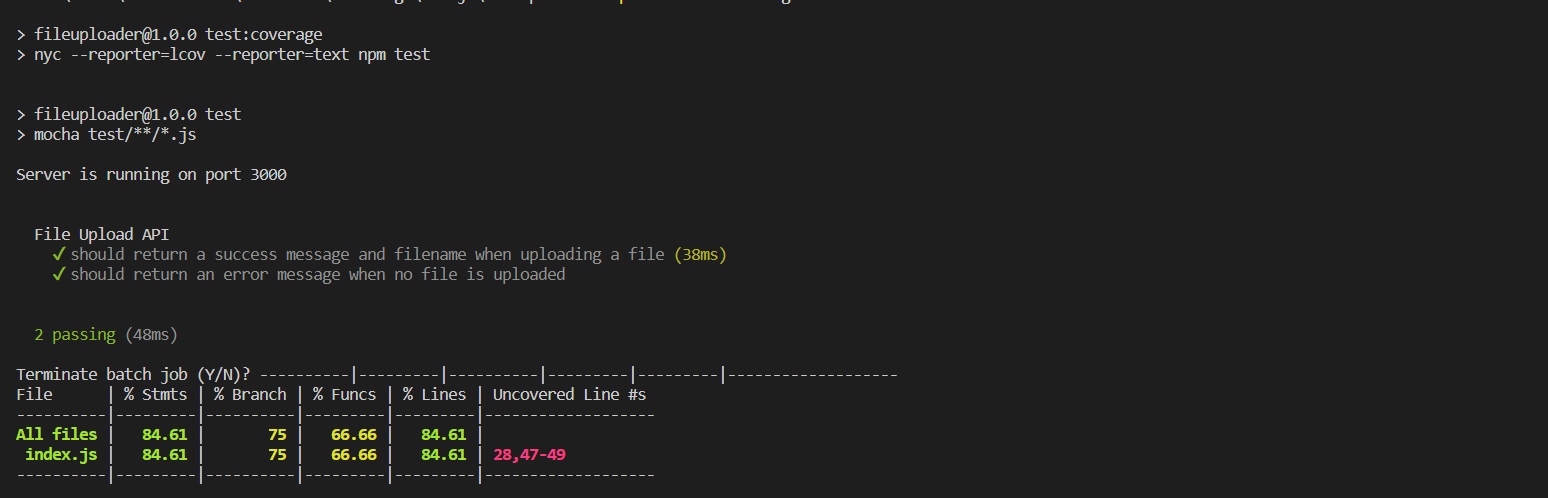 > fileuploader@1.0.0 test:coverage
> nyc --reporter=lcov --reporter=text npm test
> fileuploader@1.0.0 test
> mocha test/**/*.js
Server is running on port 3000
File Upload API
✓ should return a success message and filename when uploading a file (38ms)
✓ should return an error message when no file is uploaded
2 passing (48ms)
Terminate batch job (Y/N)? ----------|---------|----------|---------|---------|-------------------
File      | % Stmts | % Branch | % Funcs | % Lines | Uncovered Line #s
----------|---------|----------|---------|---------|-------------------
All files |   84.61 |       75 |   66.66 |   84.61 |
 index.js |   84.61 |       75 |   66.66 |   84.61 | 28,47-49
----------|---------|----------|---------|---------|-------------------